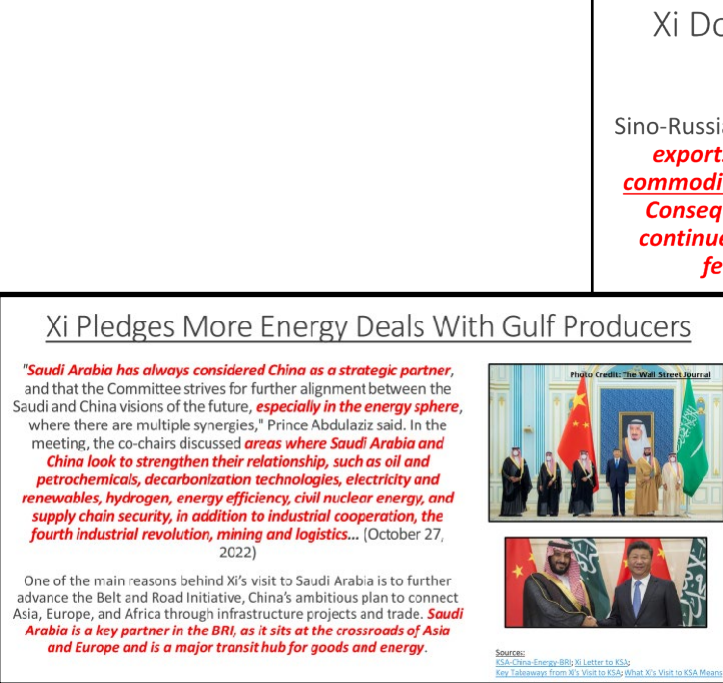 Xi Do
Sino-Russia
export
commodi
Conseq
continue
fe
Xi Pledges More Energy Deals With Gulf Producers
"Saudi Arabia has always considered China as a strategic partner,
and that the Committee strives for further alignment between the
Saudi and China visions of the future, especially in the energy sphere,
where there are multiple synergies," Prince Abdulaziz said. In the
meeting, the co-chairs discussed areas where Saudi Arabia and
China look to strengthen their relationship, such as oil and
petrochemicals, decarbonization technologies, electricity and
renewables, hydrogen, energy efficiency, civil nuclear energy, and
supply chain security, in addition to industrial cooperation, the
fourth industrial revolution, mining and logistics... (October 27,
2022)
One of the main reasons behind Xi's visit to Saudi Arabia is to further
advance the Belt and Road Initiative, China's ambitious plan to connect
Asia, Europe, and Africa through infrastructure projects and trade. Saudi
Arabia is a key partner in the BRI, as it sits at the crossroads of Asia
and Europe and is a major transit hub for goods and energy.
Photo Credit: The Wall Street Journal
Sources:
KSA-China-Energy-BRI; Xi Letter to KSA;
Key Takeaways from Xi's Visit to KSA; What Xi's Visit to KSA Means